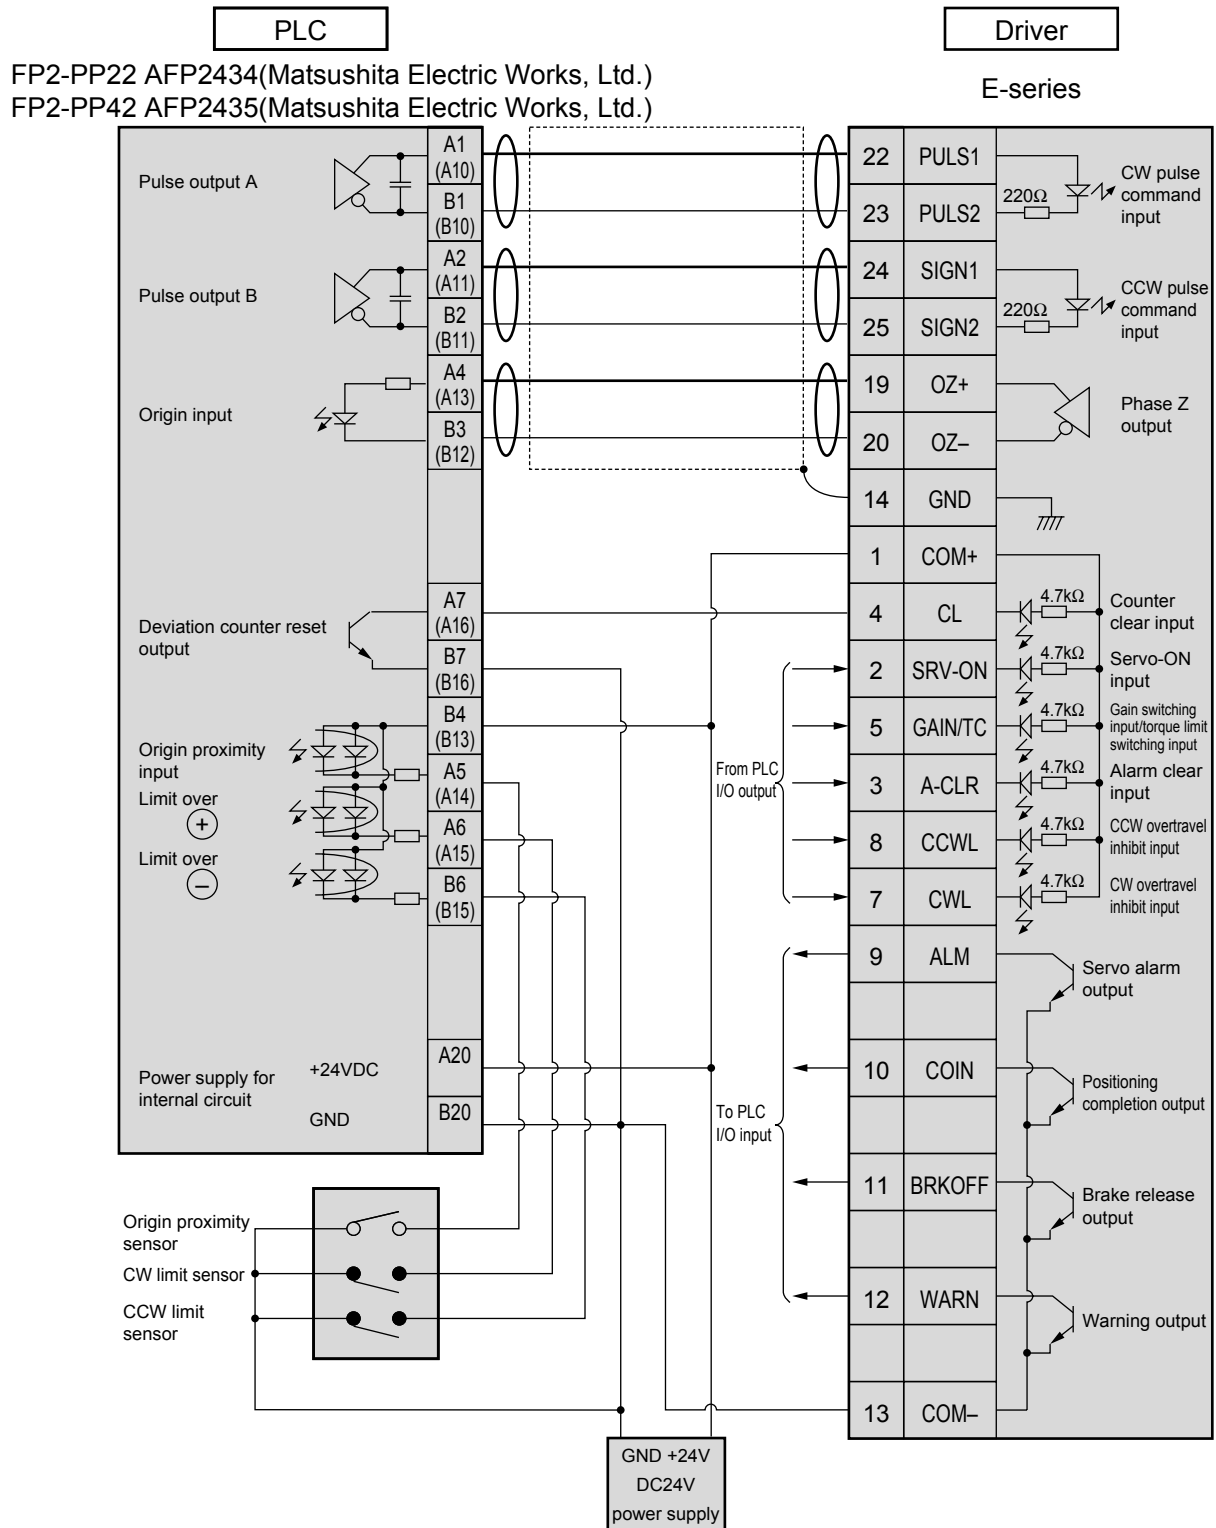 PLC
Driver
FP2-PP22 AFP2434(Matsushita Electric Works, Ltd.)
FP2-PP42 AFP2435(Matsushita Electric Works, Ltd.)
E-series
Pulse output A
A1
(A10)
B1
(B10)
Pulse output B
A2
(A11)
B2
(B11)
Origin input
A4
(A13)
B3
(B12)
Deviation counter reset
output
A7
(A16)
B7
(B16)
Origin proximity
input
Limit over
+
Limit over
–
B4
(B13)
A5
(A14)
A6
(A15)
B6
(B15)
Power supply for
internal circuit
+24VDC
GND
A20
B20
Origin proximity
sensor
CW limit sensor
CCW limit
sensor
GND +24V
DC24V
power supply
From PLC
I/O output
To PLC
I/O input
22 PULS1
23 PULS2
220Ω
CW pulse
command
input
24 SIGN1
25 SIGN2
220Ω
CCW pulse
command
input
19 OZ+
20 OZ–
Phase Z
output
14 GND
1 COM+
4 CL
4.7kΩ
Counter
clear input
2 SRV-ON
4.7kΩ
Servo-ON
input
5 GAIN/TC
4.7kΩ
Gain switching
input/torque limit
switching input
3 A-CLR
4.7kΩ
Alarm clear
input
8 CCWL
4.7kΩ
CCW overtravel
inhibit input
7 CWL
4.7kΩ
CW overtravel
inhibit input
9 ALM
Servo alarm
output
10 COIN
Positioning
completion output
11 BRKOFF
Brake release
output
12 WARN
Warning output
13 COM–